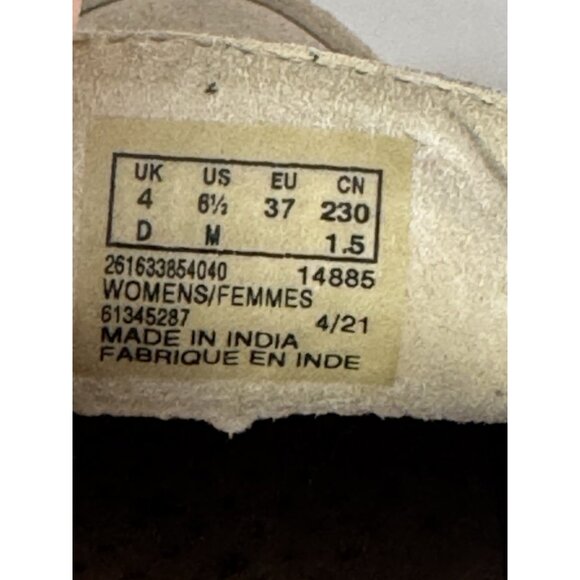 UK US EU CN
4 6½ 37 230
D M 1.5
261633854040 14885
WOMENS/FEMMES
61345287 4/21
MADE IN INDIA
FABRIQUE EN INDE